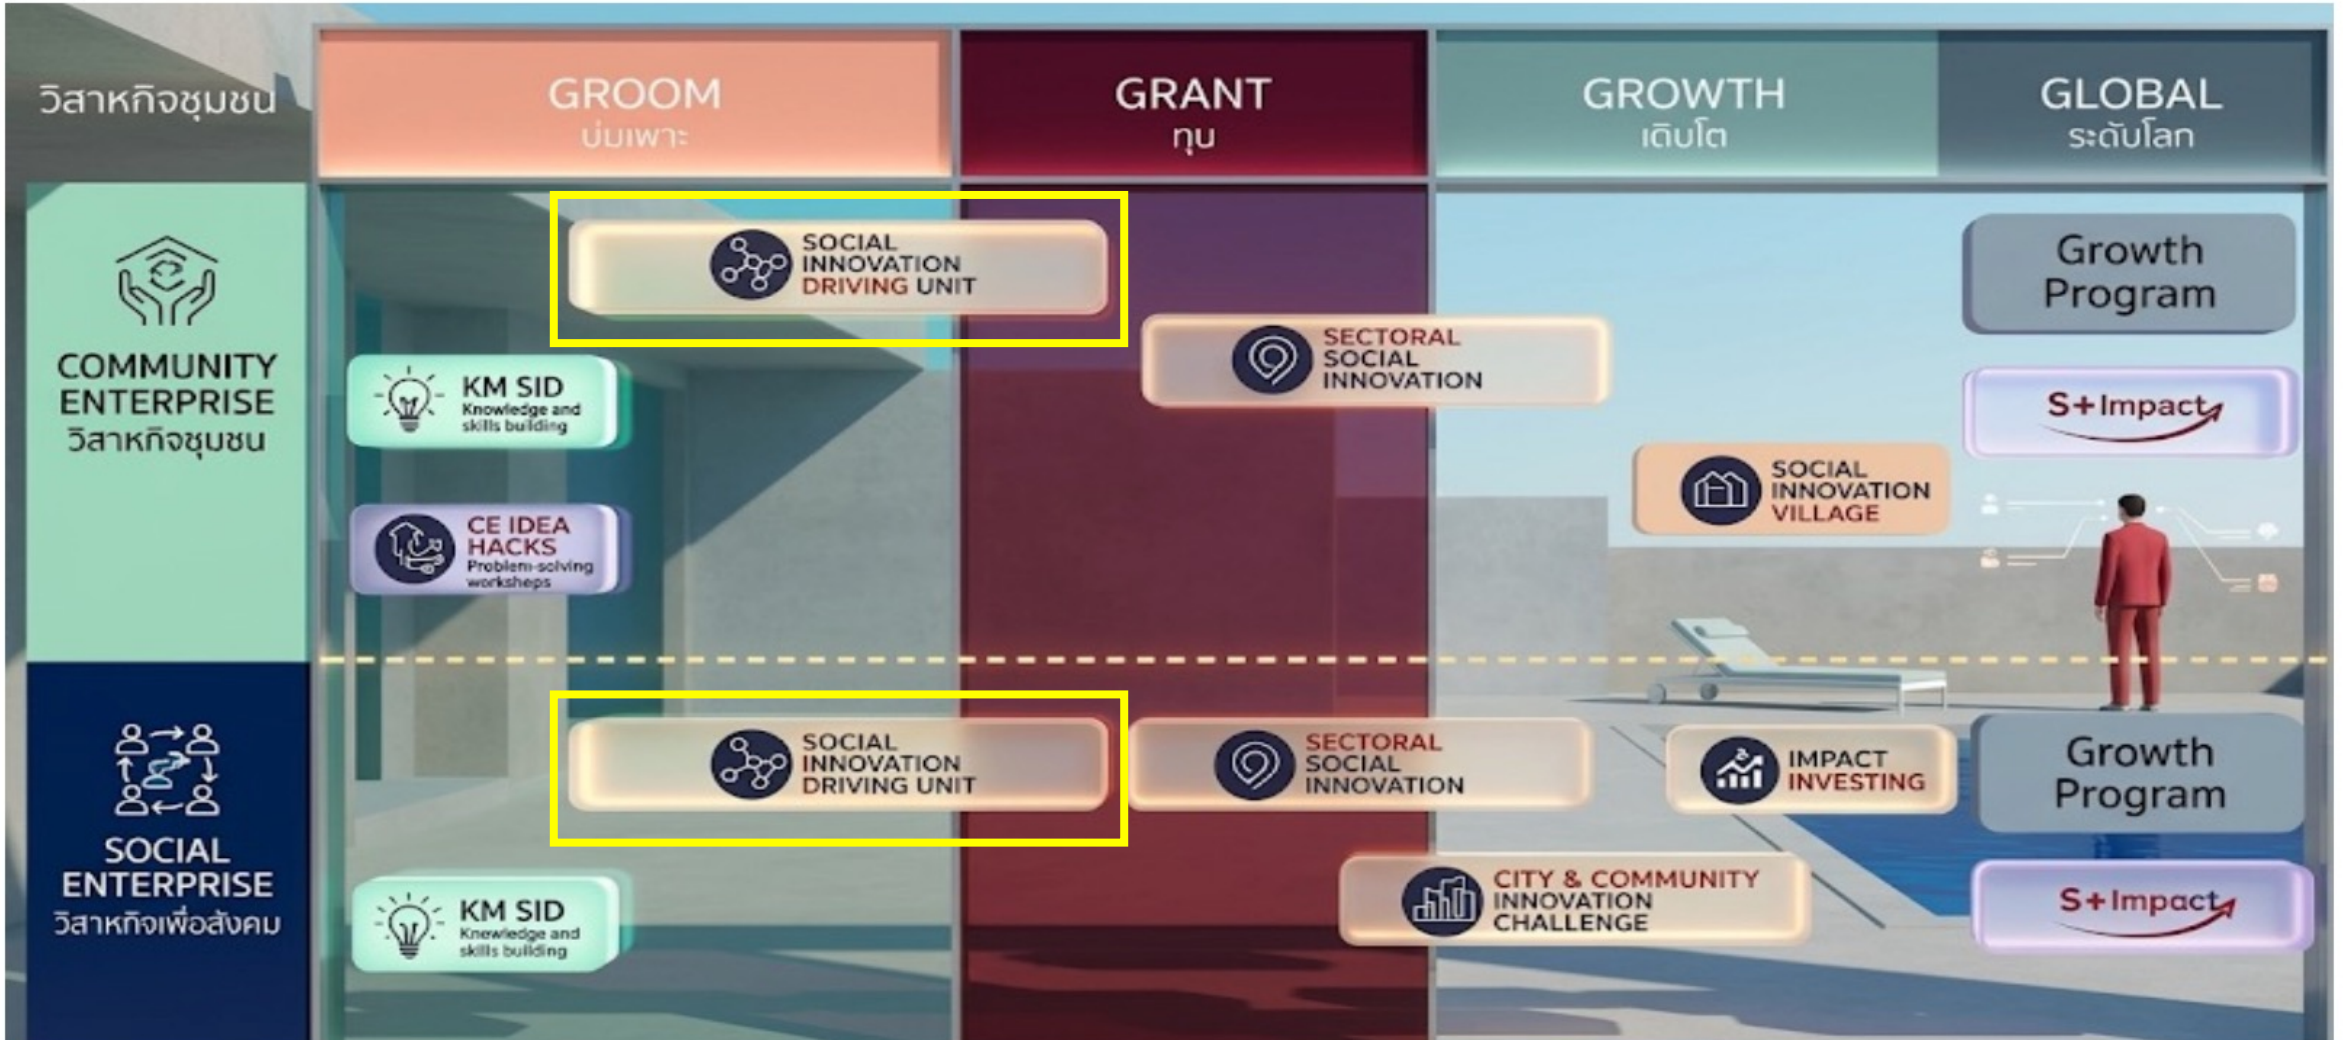 วิสาหกิจชุมชน
GROOM
บ่มเพาะ
GRANT
ทุน
GROWTH
เติบโต
GLOBAL
ระดับโลก
COMMUNITY
ENTERPRISE
วิสาหกิจชุมชน
SOCIAL
INNOVATION
DRIVING UNIT
SECTORAL
SOCIAL
INNOVATION
Growth
Program
KM SID
Knowledge and
skills building
S+Impact
SOCIAL
INNOVATION
VILLAGE
CE IDEA
HACKS
Problem-solving
worksheps
SOCIAL
ENTERPRISE
วิสาหกิจเพื่อสังคม
SOCIAL
INNOVATION
DRIVING UNIT
SECTORAL
SOCIAL
INNOVATION
IMPACT
INVESTING
Growth
Program
KM SID
Knewledge and
skills building
CITY & COMMUNITY
INNOVATION
CHALLENGE
S+Impact